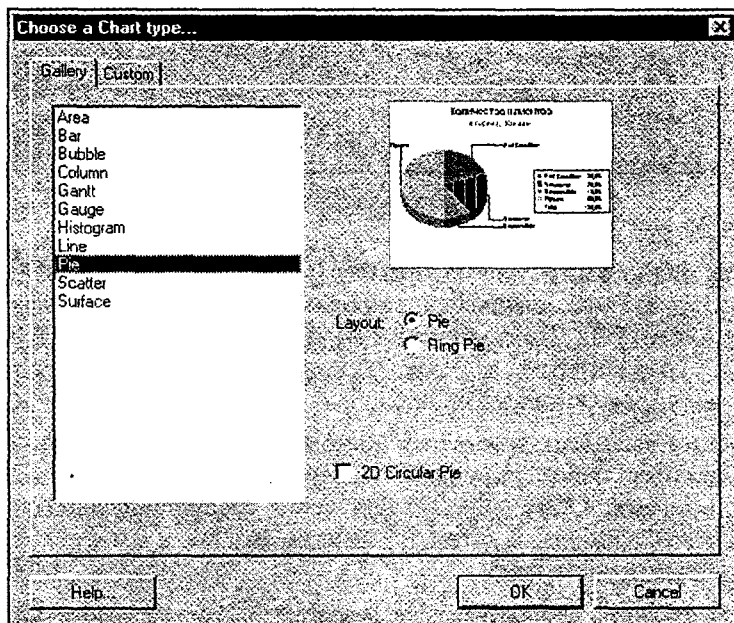 Choose a Chart type...
Gallery
Custom
Area
Bar
Bubble
Column
Gantt
Gauge
Histogram
Line
Pie
Scatter
Surface
Layout:
Pie
Ring Pie
2D Circular Pie
Help...
OK
Cancel